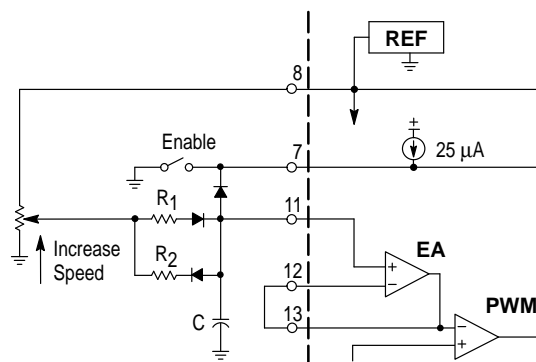 REF
8
Enable
7
25 μA
R1
11
Increase
Speed
R2
12
EA
13
PWM
C
+
-
-
+
+